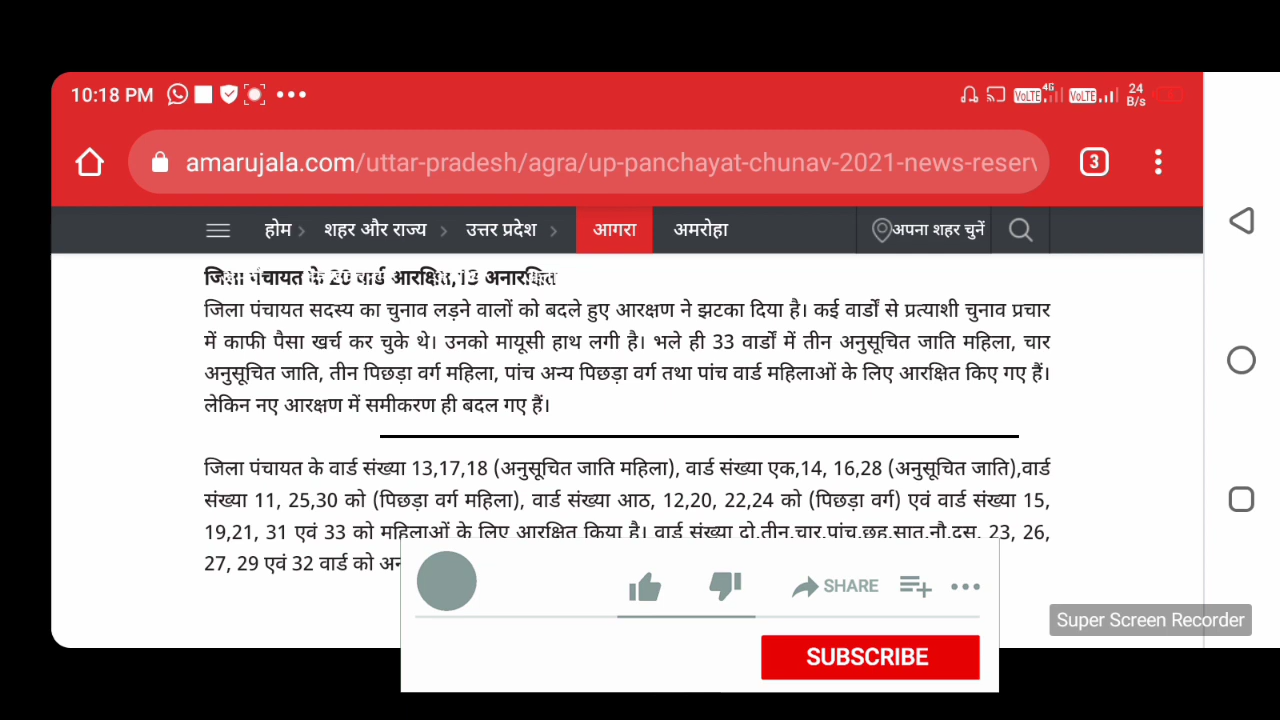 10:18 PM
4G
VoLTE VoLTE 24 B/s
amarujala.com/uttar-pradesh/agra/up-panchayat-chunav-2021-news-reserv
3
होम शहर और राज्य उत्तर प्रदेश आगरा अमरोहा अपना शहर चुनें
जिला पंचायत के 20 वार्ड आरक्षित,13 अनारक्षित
जिला पंचायत सदस्य का चुनाव लड़ने वालों को बदले हुए आरक्षण ने झटका दिया है। कई वार्डों से प्रत्याशी चुनाव प्रचार
में काफी पैसा खर्च कर चुके थे। उनको मायूसी हाथ लगी है। भले ही 33 वार्डों में तीन अनुसूचित जाति महिला, चार
अनुसूचित जाति, तीन पिछड़ा वर्ग महिला, पांच अन्य पिछड़ा वर्ग तथा पांच वार्ड महिलाओं के लिए आरक्षित किए गए हैं।
लेकिन नए आरक्षण में समीकरण ही बदल गए हैं।
जिला पंचायत के वार्ड संख्या 13,17,18 (अनुसूचित जाति महिला), वार्ड संख्या एक,14, 16,28 (अनुसूचित जाति),वार्ड
संख्या 11, 25,30 को (पिछड़ा वर्ग महिला), वार्ड संख्या आठ, 12,20, 22,24 को (पिछड़ा वर्ग) एवं वार्ड संख्या 15,
19,21, 31 एवं 33 को महिलाओं के लिए आरक्षित किया है। वार्ड संख्या दो,तीन,चार,पांच,छह,सात,नौ,दस, 23, 26,
27, 29 एवं 32 वार्ड को
SHARE
Super Screen Recorder
SUBSCRIBE